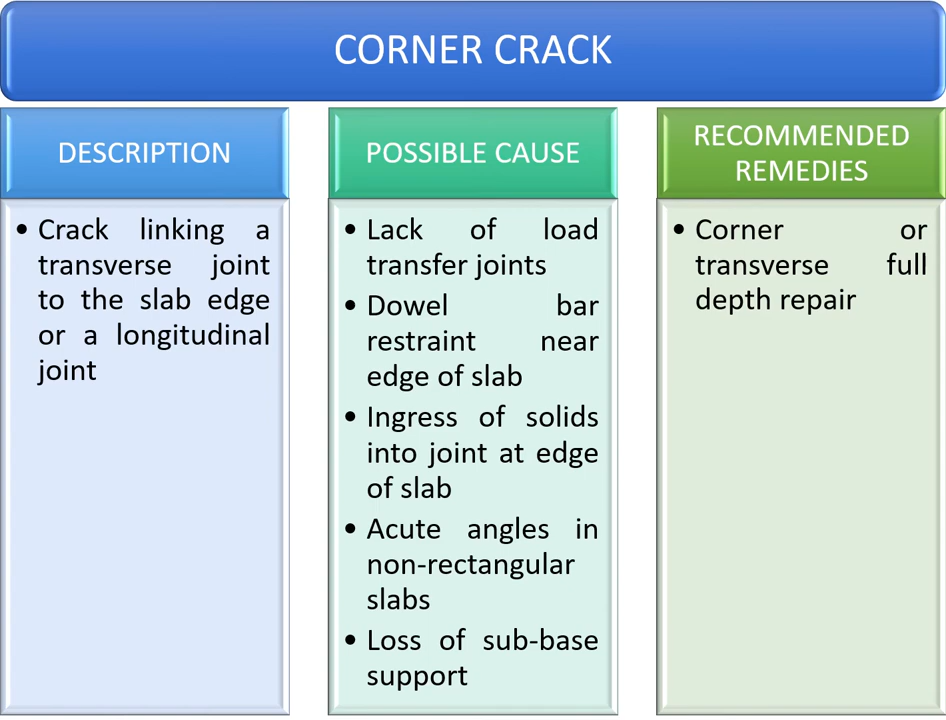 CORNER CRACK
DESCRIPTION
• Crack linking a
transverse joint
to the slab edge
or a longitudinal
joint
POSSIBLE CAUSE
• Lack of load
transfer joints
• Dowel bar
restraint near
edge of slab
• Ingress of solids
into joint at edge
of slab
• Acute angles in
non-rectangular
slabs
• Loss of sub-base
support
RECOMMENDED
REMEDIES
• Corner or
transverse full
depth repair